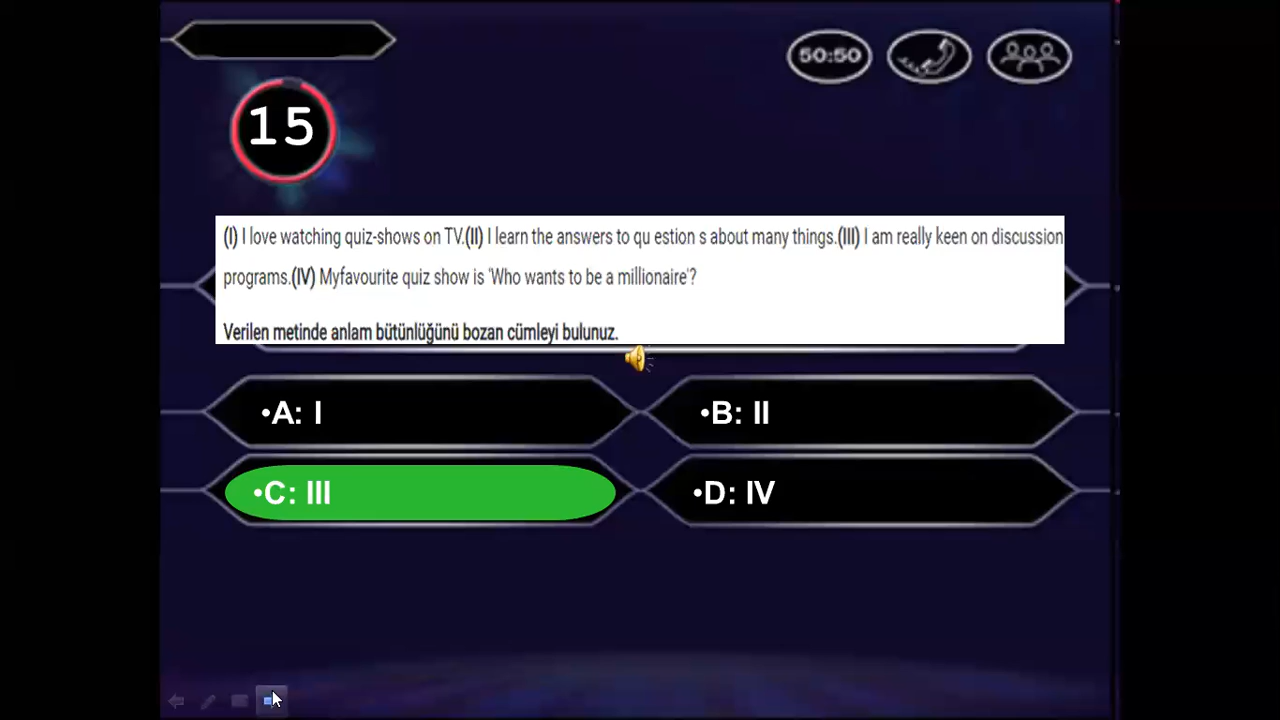 50:50
15
(I) I love watching quiz-shows on TV.(II) I learn the answers to qu estion s about many things.(III) I am really keen on discussion
programs.(IV) Myfavourite quiz show is 'Who wants to be a millionaire'?
Verilen metinde anlam bütünlüğünü bozan cümleyi bulunuz.
•A: I
•B: II
•C: III
•D: IV